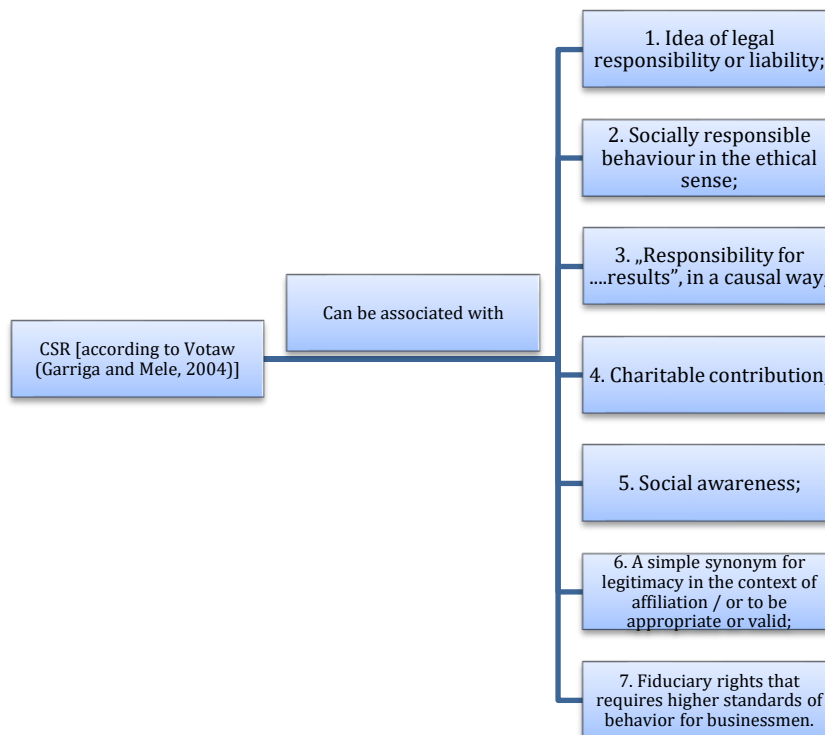 1. Idea of legal
responsibility or liability;
2. Socially responsible
behaviour in the ethical
sense;
3. „Responsibility for
....results”, in a causal way;
Can be associated with
CSR [according to Votaw
(Garriga and Mele, 2004)]
4. Charitable contribution;
5. Social awareness;
6. A simple synonym for
legitimacy in the context of
affiliation / or to be
appropriate or valid;
7. Fiduciary rights that
requires higher standards of
behavior for businessmen.